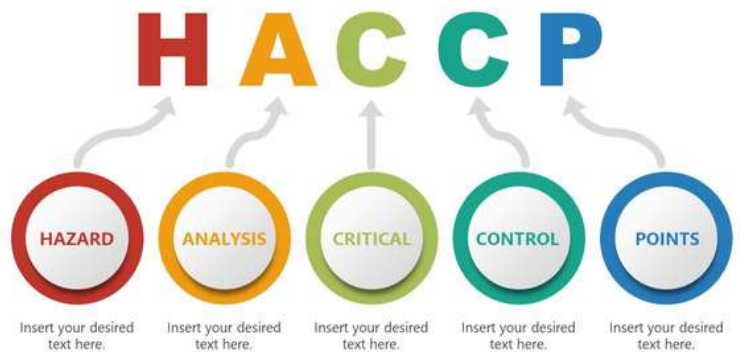 HACCP
HAZARD
ANALYSIS
CRITICAL
CONTROL
POINTS
Insert your desired
text here.
Insert your desired
text here.
Insert your desired
text here.
Insert your desired
text here.
Insert your desired
text here.